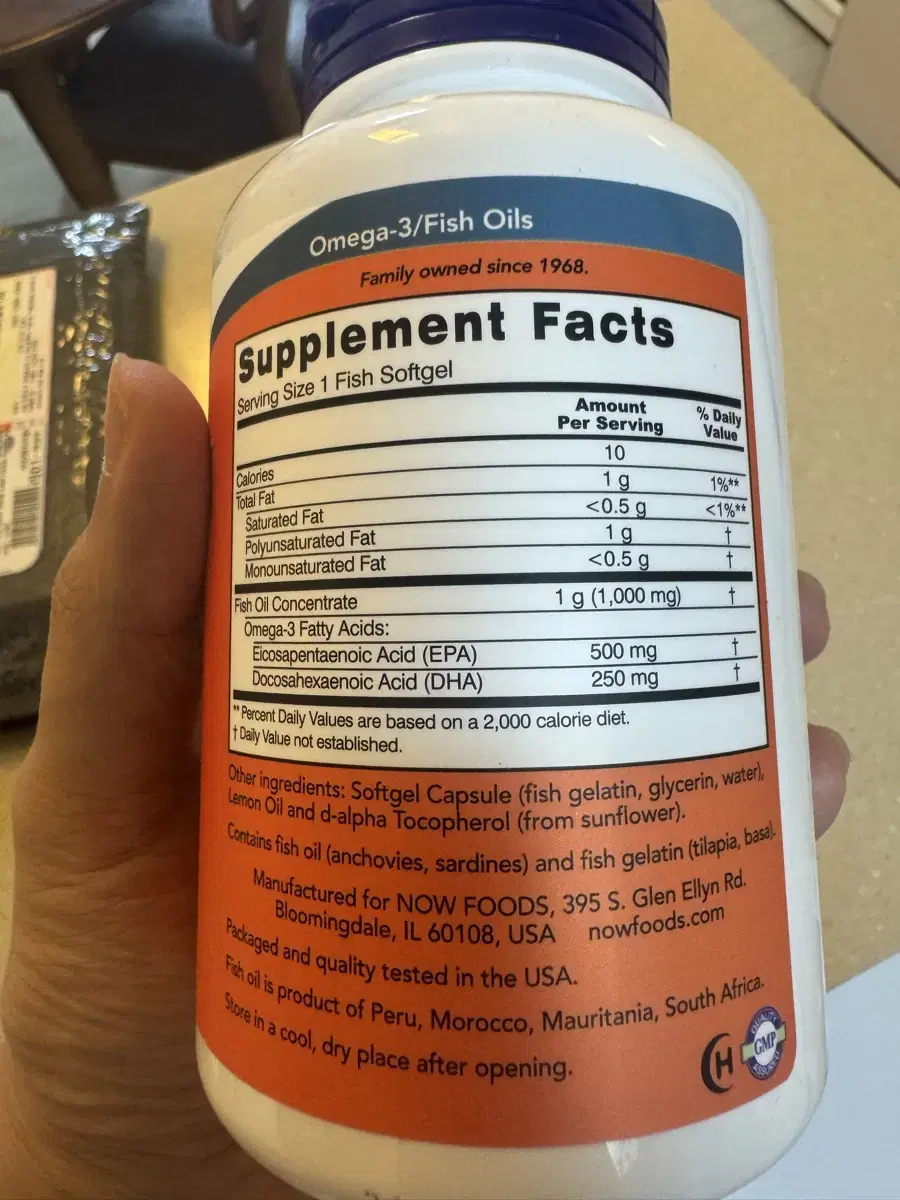 Omega-3/Fish Oils
Family owned since 1968.
Supplement Facts
Serving Size 1 Fish Softgel
Amount Per Serving % Daily Value
Calories 10
Total Fat 1 g 1%**
Saturated Fat <0.5 g <1%**
Polyunsaturated Fat 1 g †
Monounsaturated Fat <0.5 g †
Fish Oil Concentrate 1 g (1,000 mg) †
Omega-3 Fatty Acids:
Eicosapentaenoic Acid (EPA) 500 mg †
Docosahexaenoic Acid (DHA) 250 mg †
** Percent Daily Values are based on a 2,000 calorie diet.
† Daily Value not established.
Other ingredients: Softgel Capsule (fish gelatin, glycerin, water),
Lemon Oil and d-alpha Tocopherol (from sunflower).
Contains fish oil (anchovies, sardines) and fish gelatin (tilapia, basa).
Manufactured for NOW FOODS, 395 S. Glen Ellyn Rd.
Bloomingdale, IL 60108, USA nowfoods.com
Packaged and quality tested in the USA.
Fish oil is product of Peru, Morocco, Mauritania, South Africa.
Store in a cool, dry place after opening.
H
QUALITY
GMP
ASSURED